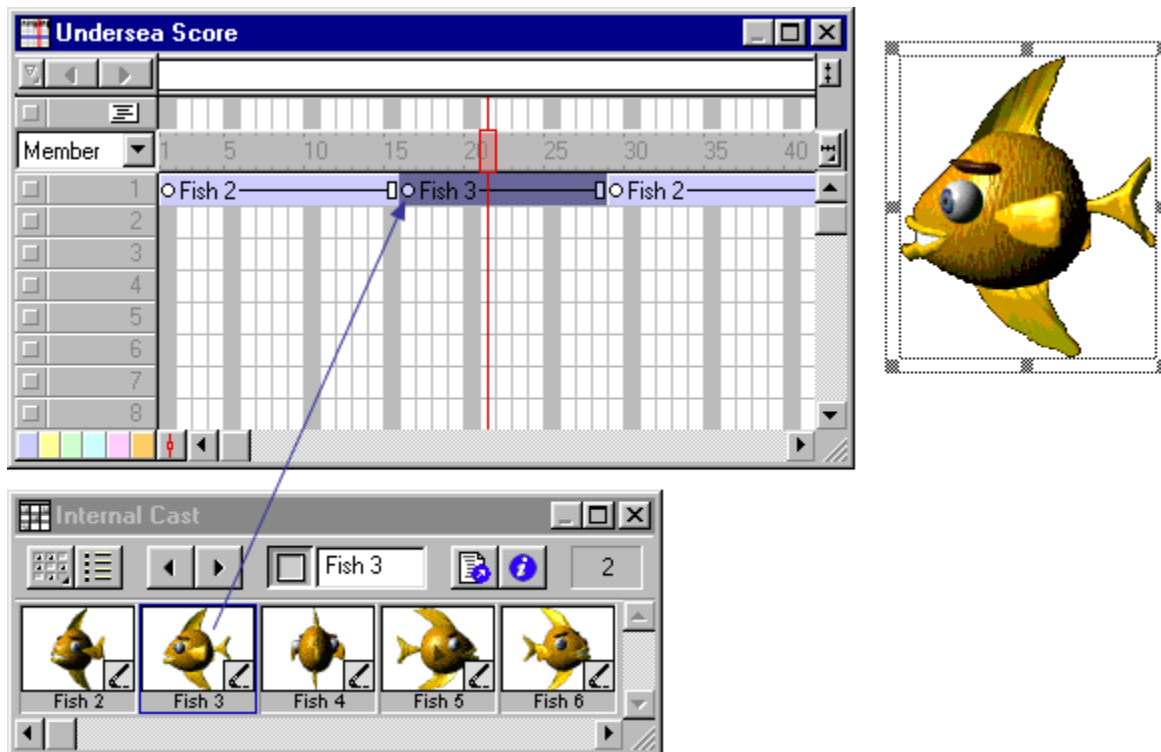 Undersea Score
Member
1 5 10 15 20 25 30 35 40
1 Fish 2 Fish 3 Fish 2
2
3
4
5
6
7
8
Internal Cast
Fish 3 2
Fish 2 Fish 3 Fish 4 Fish 5 Fish 6